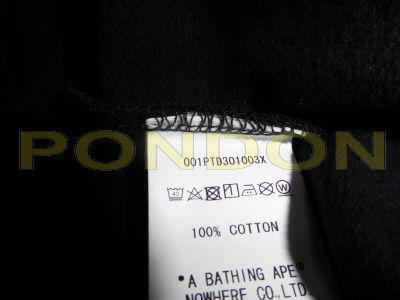 001PTD301003X
PONDON
100% COTTON
*A BATHING APE®
NOWHERE CO.,LTD.